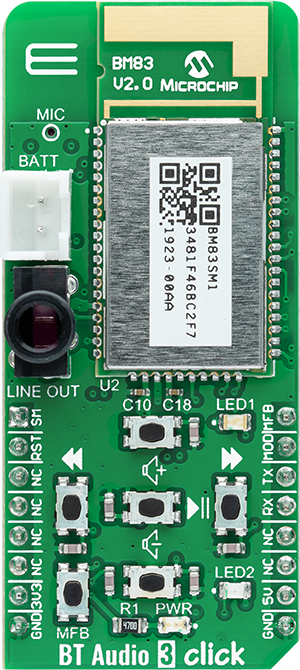 BM83
V2.0 MICROCHIP
MIC
BATT
BM83SM1
3481F46BC2F7
1923-00AA
LINE OUT
U2
C10 C18 LED1
SM
RST
NC
NC
NC
NC
3V3
GND
MFB
MOD
TX
RX
NC
NC
5V
GND
+
-
LED2
R1 PWR
4700
MFB
BT Audio 3 click